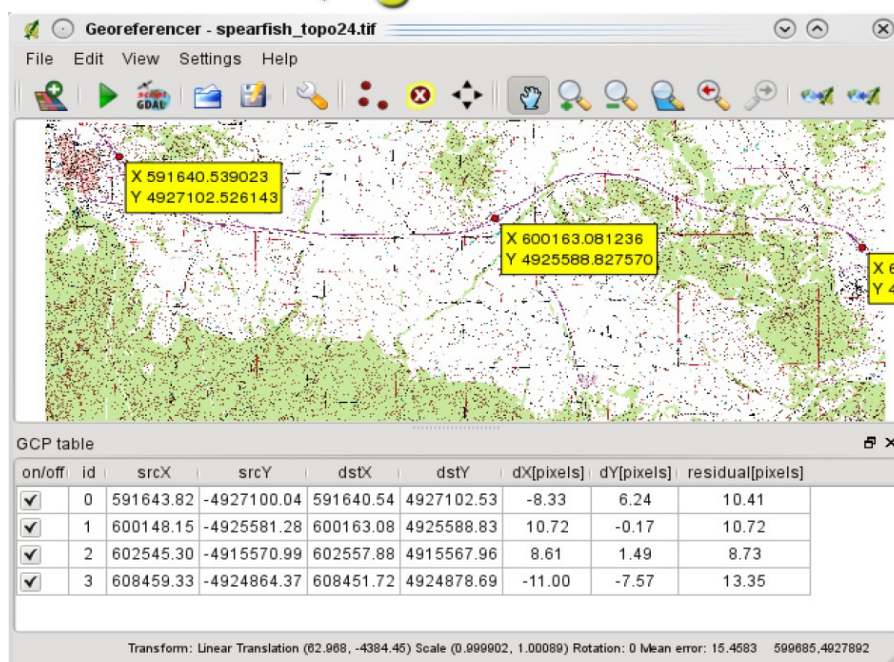 Georeferencer - spearfish_topo24.tif
File Edit View Settings Help
script
GDAL
X 591640.539023
Y 4927102.526143
X 600163.081236
Y 4925588.827570
X 6
Y 4
GCP table
on/off id srcX srcY dstX dstY dX[pixels] dY[pixels] residual[pixels]
0 591643.82 -4927100.04 591640.54 4927102.53 -8.33 6.24 10.41
1 600148.15 -4925581.28 600163.08 4925588.83 10.72 -0.17 10.72
2 602545.30 -4915570.99 602557.88 4915567.96 8.61 1.49 8.73
3 608459.33 -4924864.37 608451.72 4924878.69 -11.00 -7.57 13.35
Transform: Linear Translation (62.968, -4384.45) Scale (0.999902, 1.00089) Rotation: 0 Mean error: 15.4583 599685,4927892